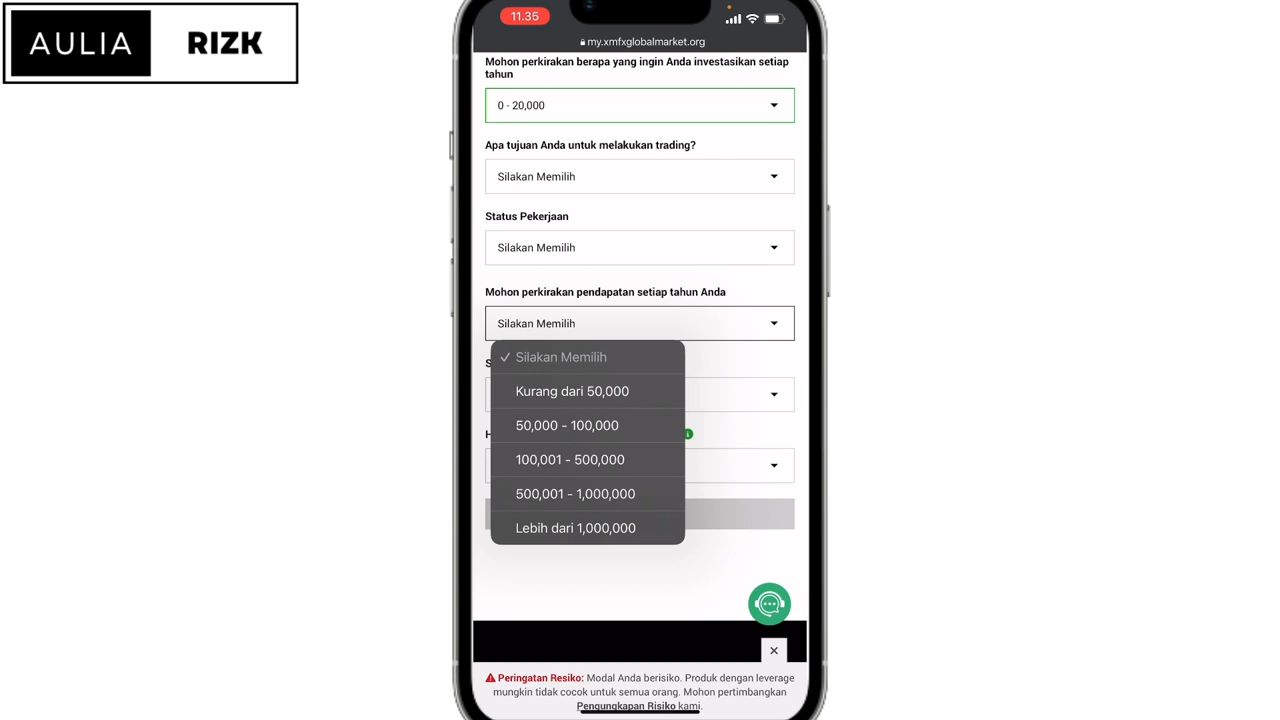 AULIA RIZK
11.35
my.xmfxglobalmarket.org
Mohon perkirakan berapa yang ingin Anda investasikan setiap
tahun
0 - 20,000
Apa tujuan Anda untuk melakukan trading?
Silakan Memilih
Status Pekerjaan
Silakan Memilih
Mohon perkirakan pendapatan setiap tahun Anda
Silakan Memilih
Silakan Memilih
Kurang dari 50,000
50,000 - 100,000
100,001 - 500,000
500,001 - 1,000,000
Lebih dari 1,000,000
Peringatan Resiko: Modal Anda berisiko. Produk dengan leverage
mungkin tidak cocok untuk semua orang. Mohon pertimbangkan
Pengungkapan Risiko kami.